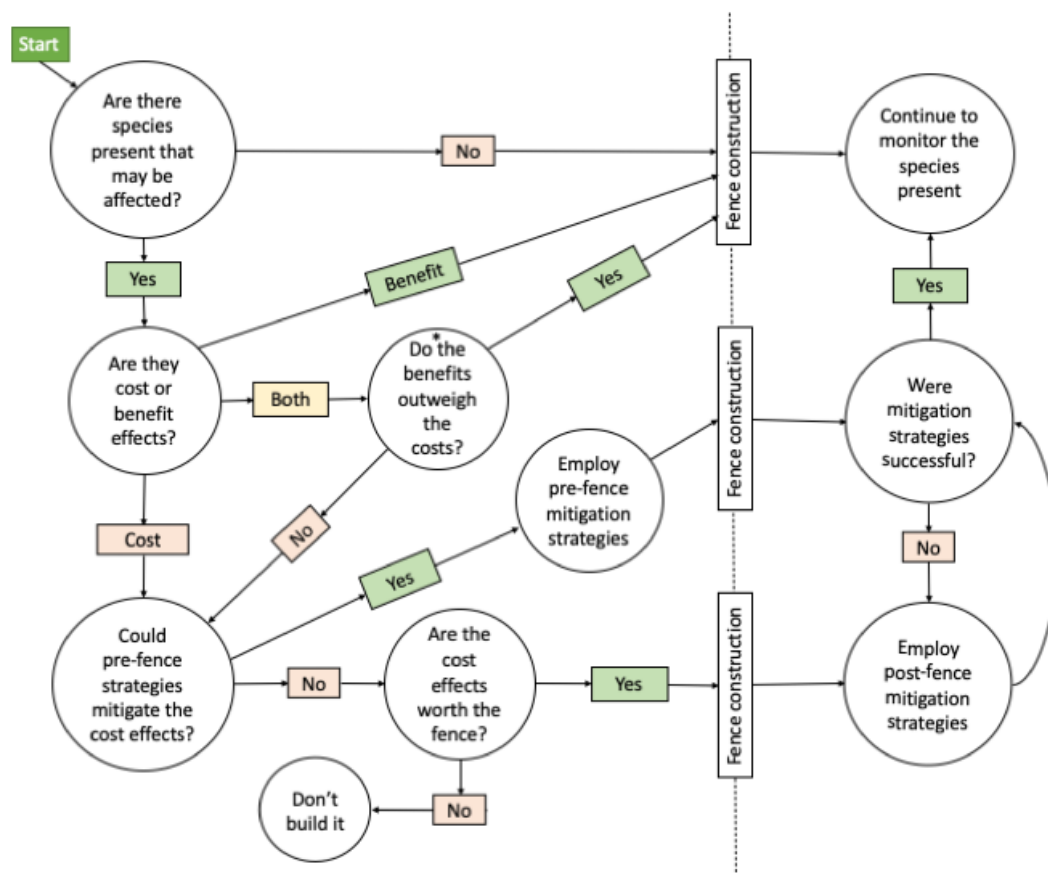 Start
Are there
species
present that
may be
affected?
No
Fence construction
Continue to
monitor the
species
present
Yes
Benefit
Yes
Yes
Are they
cost or
benefit
effects?
Both
*
Do the
benefits
outweigh
the
costs?
Fence construction
Were
mitigation
strategies
successful?
Employ
pre-fence
mitigation
strategies
Cost
No
No
Yes
Could
pre-fence
strategies
mitigate the
cost effects?
No
Are the
cost
effects
worth the
fence?
Yes
Fence construction
Employ
post-fence
mitigation
strategies
Don't
build it
No